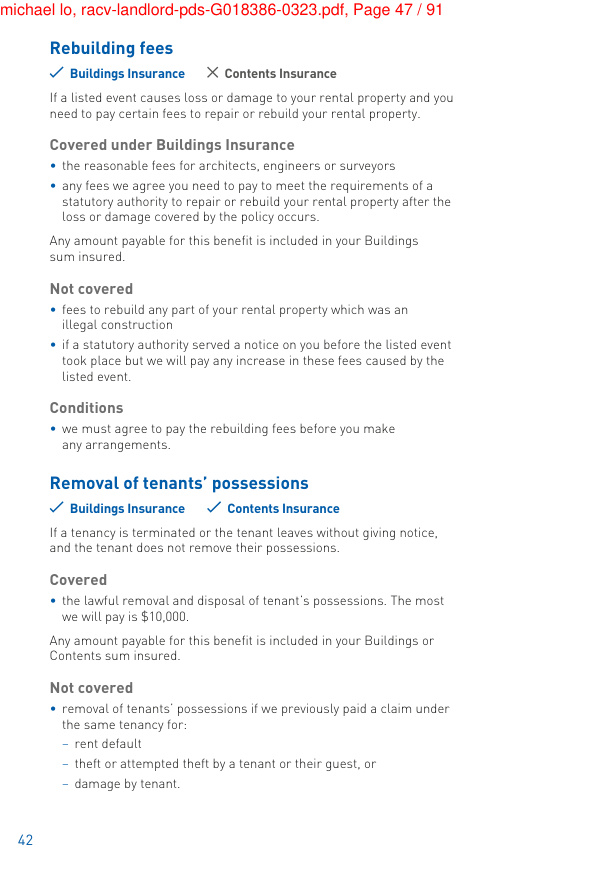 michael lo, racv-landlord-pds-G018386-0323.pdf, Page 47 / 91
Rebuilding fees
✓ Buildings Insurance ✕ Contents Insurance
If a listed event causes loss or damage to your rental property and you
need to pay certain fees to repair or rebuild your rental property.
Covered under Buildings Insurance
• the reasonable fees for architects, engineers or surveyors
• any fees we agree you need to pay to meet the requirements of a
statutory authority to repair or rebuild your rental property after the
loss or damage covered by the policy occurs.
Any amount payable for this benefit is included in your Buildings
sum insured.
Not covered
• fees to rebuild any part of your rental property which was an
illegal construction
• if a statutory authority served a notice on you before the listed event
took place but we will pay any increase in these fees caused by the
listed event.
Conditions
• we must agree to pay the rebuilding fees before you make
any arrangements.
Removal of tenants’ possessions
✓ Buildings Insurance ✓ Contents Insurance
If a tenancy is terminated or the tenant leaves without giving notice,
and the tenant does not remove their possessions.
Covered
• the lawful removal and disposal of tenant’s possessions. The most
we will pay is $10,000.
Any amount payable for this benefit is included in your Buildings or
Contents sum insured.
Not covered
• removal of tenants’ possessions if we previously paid a claim under
the same tenancy for:
– rent default
– theft or attempted theft by a tenant or their guest, or
– damage by tenant.
42